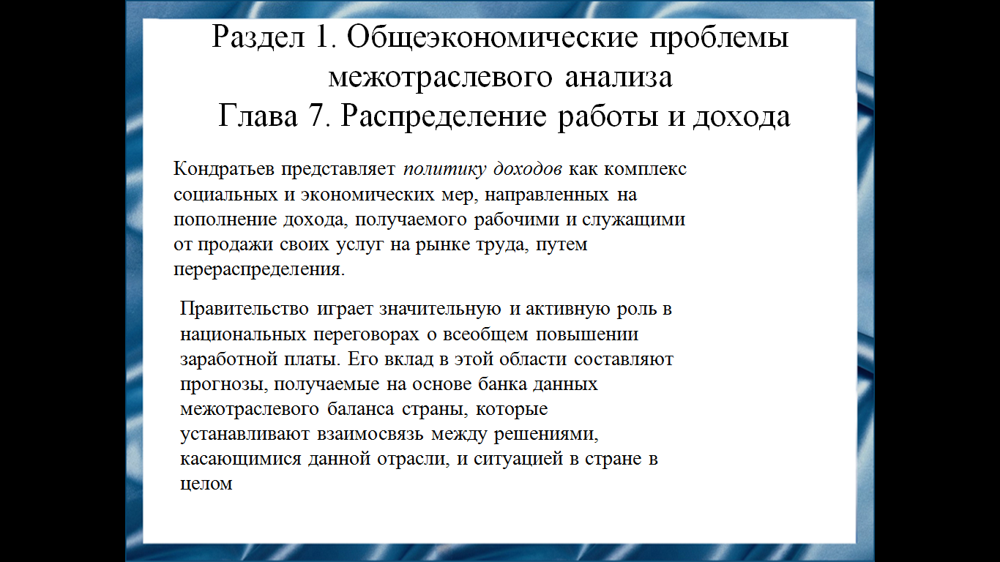 Раздел 1. Общеэкономические проблемы
межотраслевого анализа
Глава 7. Распределение работы и дохода
Кондратьев представляет политику доходов как комплекс
социальных и экономических мер, направленных на
пополнение дохода, получаемого рабочими и служащими
от продажи своих услуг на рынке труда, путем
перераспределения.
Правительство играет значительную и активную роль в
национальных переговорах о всеобщем повышении
заработной платы. Его вклад в этой области составляют
прогнозы, получаемые на основе банка данных
межотраслевого баланса страны, которые
устанавливают взаимосвязь между решениями,
касающимися данной отрасли, и ситуацией в стране в
целом